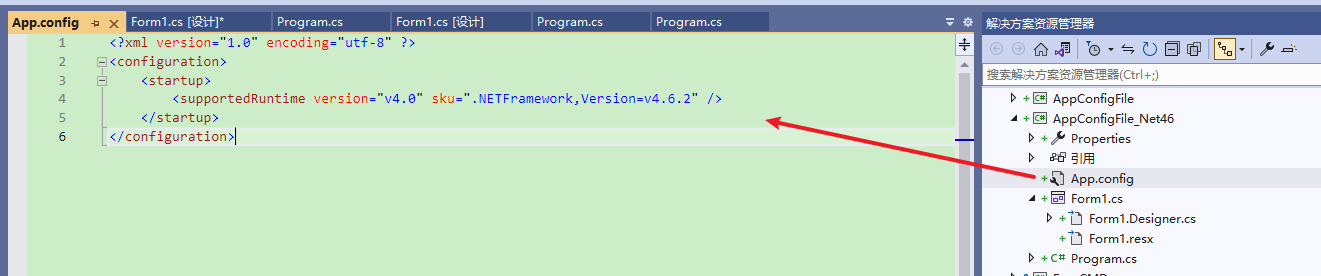 App.config
Form1.cs [设计]*
Program.cs
Form1.cs [设计]
Program.cs
Program.cs
1 <?xml version="1.0" encoding="utf-8" ?>
2 <configuration>
3 <startup>
4 <supportedRuntime version="v4.0" sku=".NETFramework,Version=v4.6.2" />
5 </startup>
6 </configuration>
解决方案资源管理器
搜索解决方案资源管理器(Ctrl+;)
AppConfigFile
AppConfigFile_Net46
Properties
引用
App.config
Form1.cs
Form1.Designer.cs
Form1.resx
Program.cs